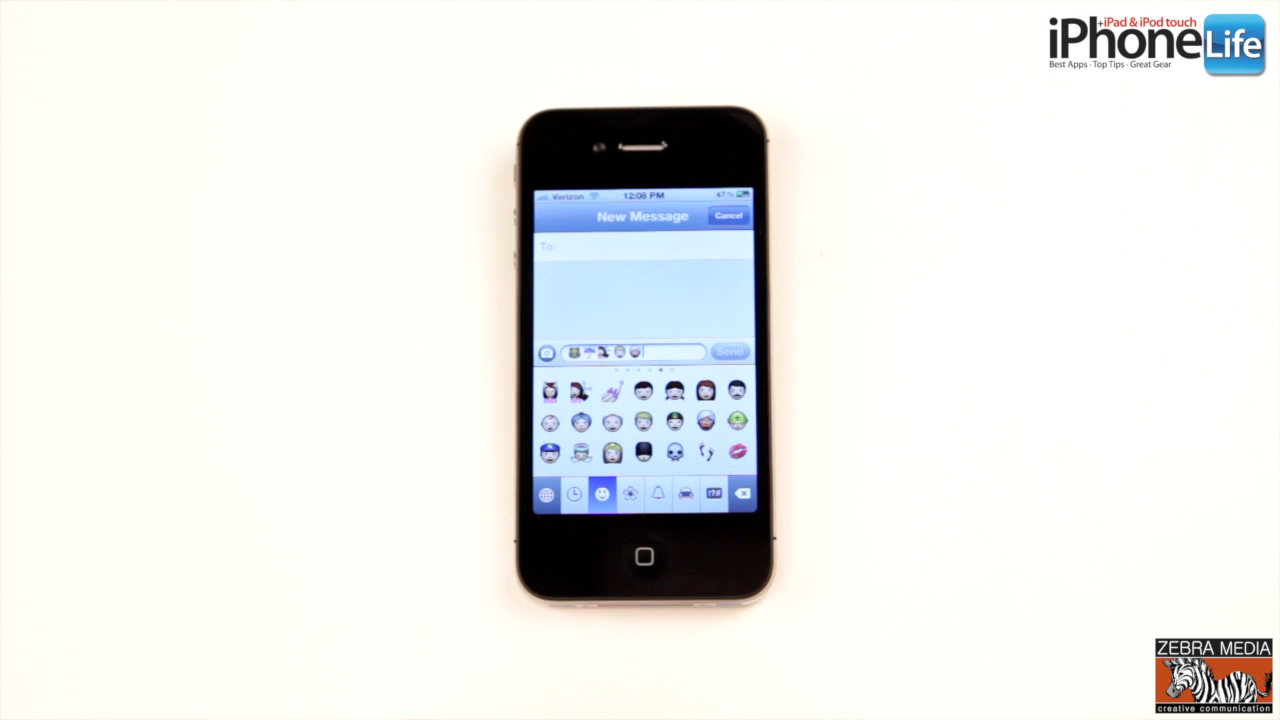 +iPad & iPod touch
iPhoneLife
Best Apps · Top Tips · Great Gear
Verizon 12:08 PM 47%
New Message Cancel
To:
Send
!?#
ZEBRA MEDIA
creative communication